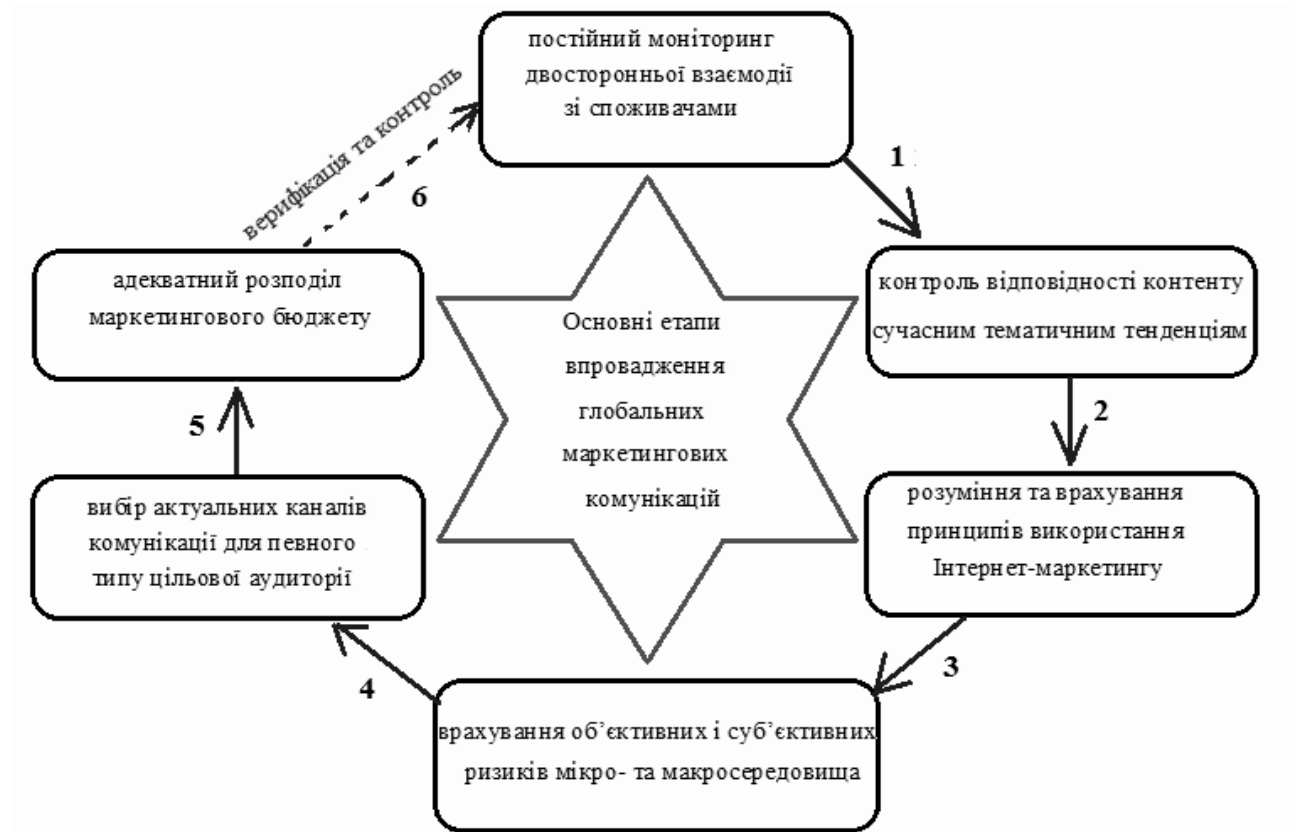 постійний моніторинг
двосторонньої взаємодії
зі споживачами
1
контроль відповідності контенту
сучасним тематичним тенденціям
2
розуміння та врахування
принципів використання
Інтернет-маркетингу
3
врахування об’єктивних і суб’єктивних
ризиків мікро- та макросередовища
4
вибір актуальних каналів
комунікації для певного
типу цільової аудиторії
5
адекватний розподіл
маркетингового бюджету
верифікація та контроль
6
Основні етапи
впровадження
глобальних
маркетингових
комунікацій